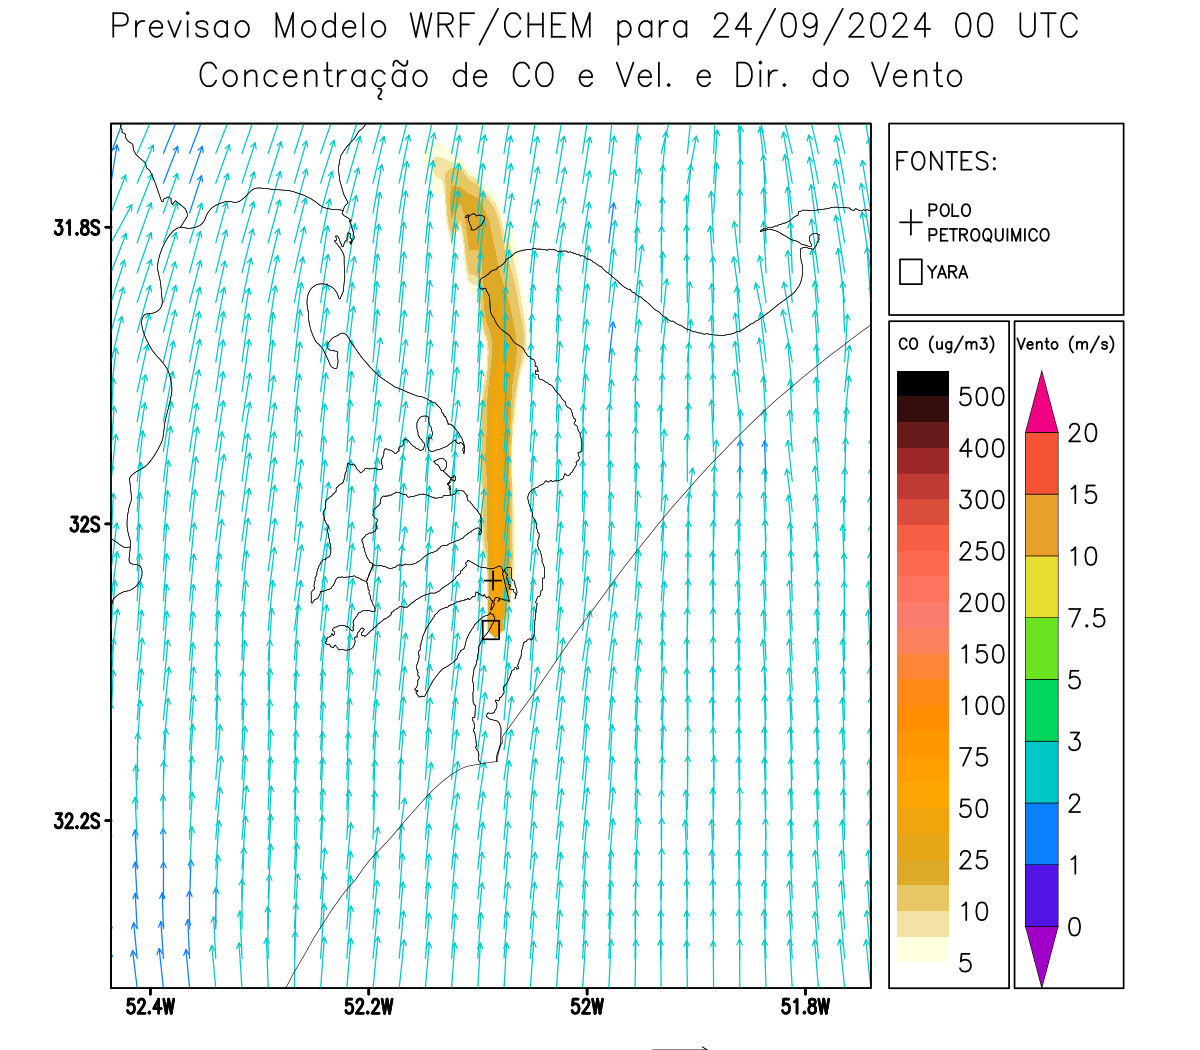 Previsao Modelo WRF/CHEM para 24/09/2024 00 UTC
Concentração de CO e Vel. e Dir. do Vento
FONTES:
POLO
PETROQUIMICO
YARA
CO (ug/m3)
500
400
300
250
200
150
100
75
50
25
10
5
Vento (m/s)
20
15
10
7.5
5
3
2
1
0
31.8S
32S
32.2S
52.4W
52.2W
52W
51.8W